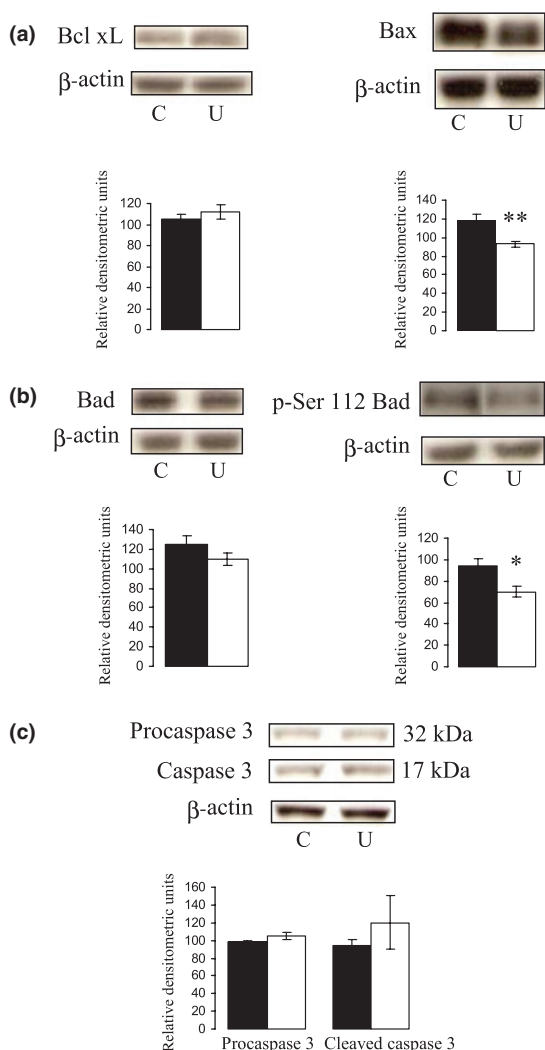 (a)
Bcl xL
β-actin
C U
Bax
β-actin
C U
Relative densitometric units
120
100
80
60
40
20
0
Relative densitometric units
140
120
100
80
60
40
20
0
**
(b)
Bad
β-actin
C U
p-Ser 112 Bad
β-actin
C U
Relative densitometric units
140
120
100
80
60
40
20
0
Relative densitometric units
120
100
80
60
40
20
0
*
(c)
Procaspase 3 32 kDa
Caspase 3 17 kDa
β-actin
C U
Relative densitometric units
160
140
120
100
80
60
40
20
0
Procaspase 3 Cleaved caspase 3